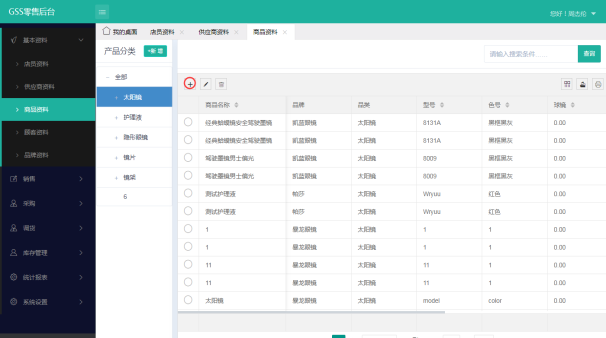 GSS零售后台
您好！周杰伦
基本资料
店员资料
供应商资料
商品资料
顾客资料
品牌资料
销售
采购
调货
库存管理
统计报表
系统设置
我的桌面 店员资料 × 供应商资料 × 商品资料 ×
产品分类 +新 增
请输入搜索条件…… 查询
全部
太阳镜
护理液
隐形眼镜
镜片
镜架
6
商品名称 品牌 品类 型号 色号 球镜
经典蛤蟆镜安全驾驶墨镜 凯蓝眼镜 太阳镜 8131A 黑框黑灰 0.00
经典蛤蟆镜安全驾驶墨镜 凯蓝眼镜 太阳镜 8131A 黑框黑灰 0.00
驾驶墨镜男士偏光 凯蓝眼镜 太阳镜 8009 黑框黑灰 0.00
驾驶墨镜男士偏光 凯蓝眼镜 太阳镜 8009 黑框黑灰 0.00
测试护理液 帕莎 太阳镜 Wryuu 红色 0.00
测试护理液 帕莎 太阳镜 Wryuu 红色 0.00
1 暴龙眼镜 太阳镜 1 1 0.00
1 暴龙眼镜 太阳镜 1 1 0.00
11 暴龙眼镜 太阳镜 11 1 0.00
11 暴龙眼镜 太阳镜 11 1 0.00
太阳镜 暴龙眼镜 太阳镜 model color 0.00